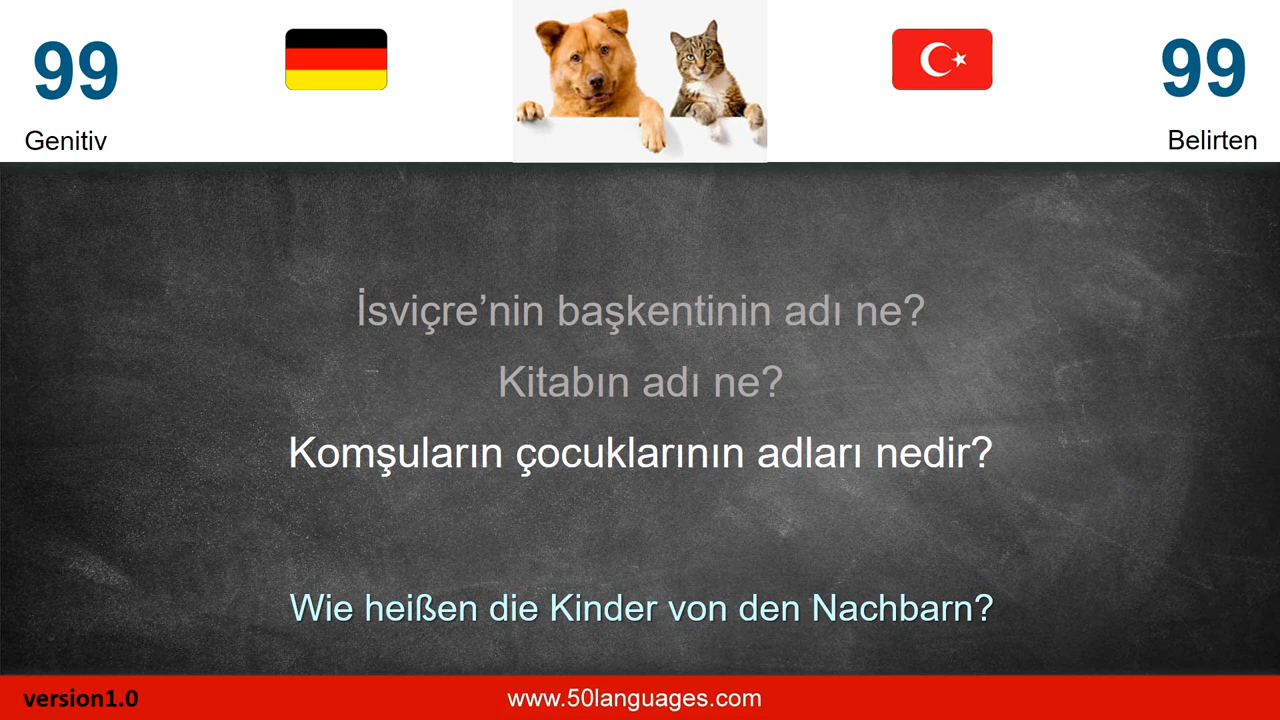 99
99
Genitiv
Belirten
İsviçre’nin başkentinin adı ne?
Kitabın adı ne?
Komşuların çocuklarının adları nedir?
Wie heißen die Kinder von den Nachbarn?
version1.0
www.50languages.com